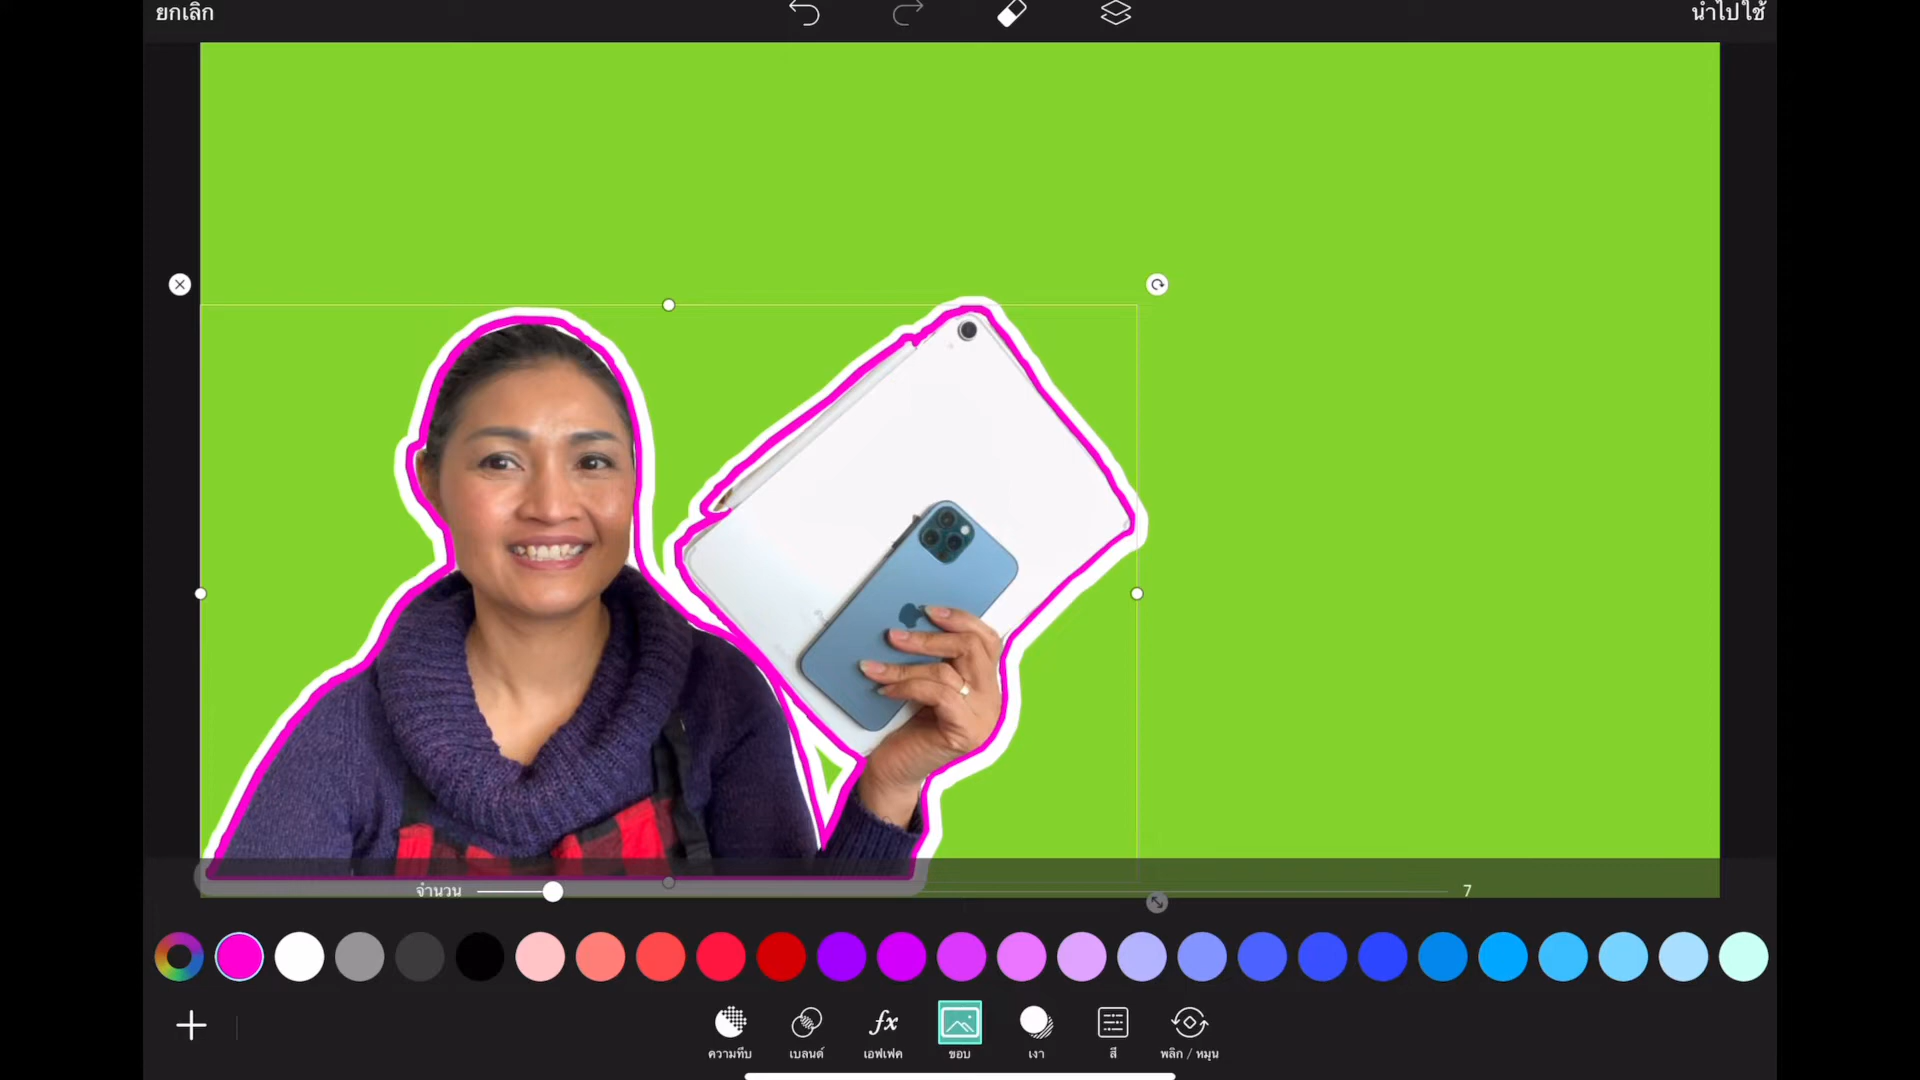 ยกเลิก
นำไปใช้
จำนวน
7
ความทึบ
เบลนด์
เอฟเฟค
ขอบ
เงา
สี
พลิก / หมุน